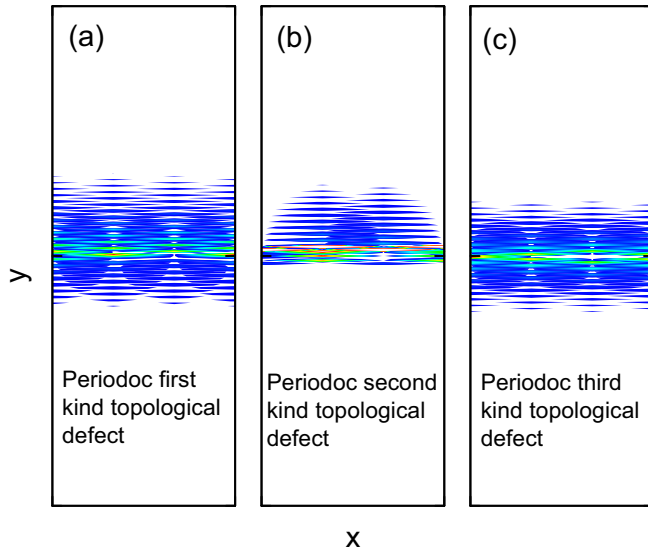 (a)
(b)
(c)
y
Periodoc first
kind topological
defect
Periodoc second
kind topological
defect
Periodoc third
kind topological
defect
x